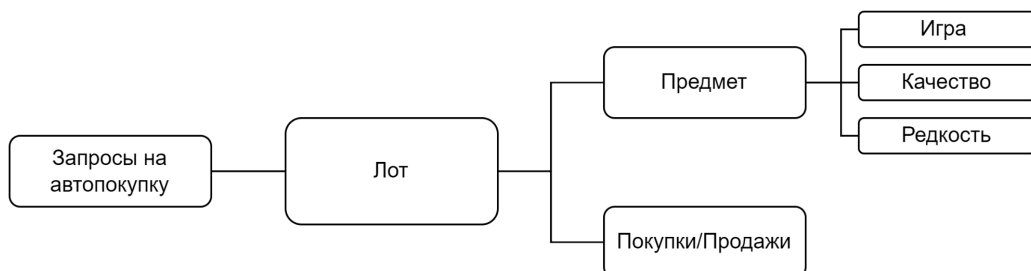 Запросы на
автопокупку
Лот
Предмет
Покупки/Продажи
Игра
Качество
Редкость